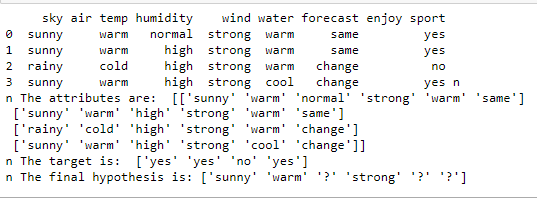 sky air temp humidity wind water forecast enjoy sport
0 sunny warm normal strong warm same yes
1 sunny warm high strong warm same yes
2 rainy cold high strong warm change no
3 sunny warm high strong cool change yes n
n The attributes are:  [['sunny' 'warm' 'normal' 'strong' 'warm' 'same']
['sunny' 'warm' 'high' 'strong' 'warm' 'same']
['rainy' 'cold' 'high' 'strong' 'warm' 'change']
['sunny' 'warm' 'high' 'strong' 'cool' 'change']]
n The target is:  ['yes' 'yes' 'no' 'yes']
n The final hypothesis is: ['sunny' 'warm' '?' 'strong' '?' '?']